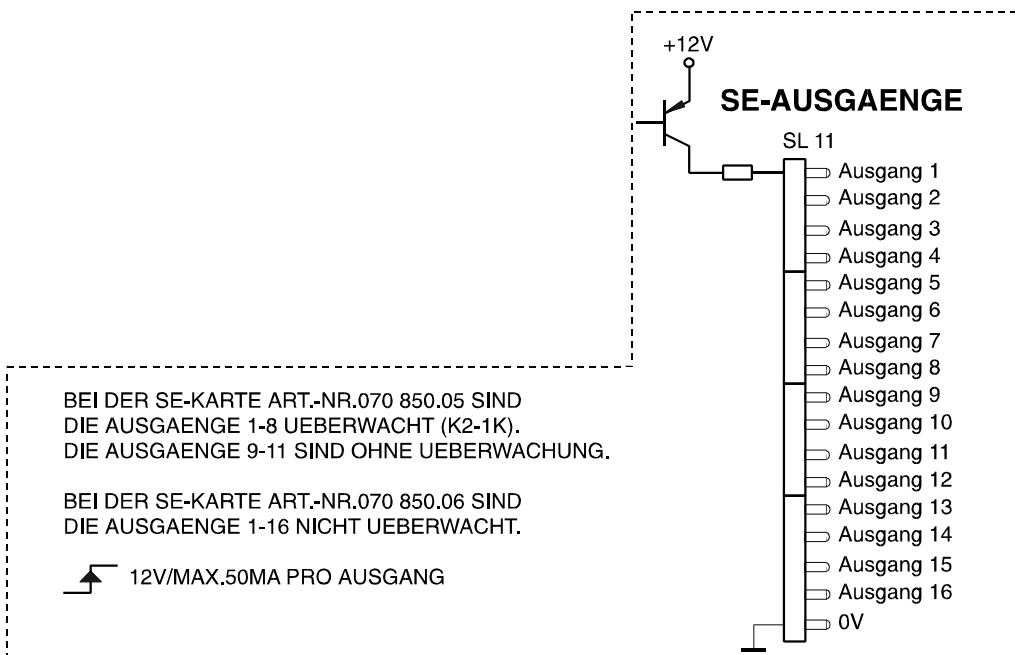 +12V
SE-AUSGAENGE
SL 11
Ausgang 1
Ausgang 2
Ausgang 3
Ausgang 4
Ausgang 5
Ausgang 6
Ausgang 7
Ausgang 8
Ausgang 9
Ausgang 10
Ausgang 11
Ausgang 12
Ausgang 13
Ausgang 14
Ausgang 15
Ausgang 16
0V
BEI DER SE-KARTE ART.-NR.070 850.05 SIND
DIE AUSGAENGE 1-8 UEBERWACHT (K2-1K).
DIE AUSGAENGE 9-11 SIND OHNE UEBERWACHUNG.
BEI DER SE-KARTE ART.-NR.070 850.06 SIND
DIE AUSGAENGE 1-16 NICHT UEBERWACHT.
12V/MAX.50MA PRO AUSGANG